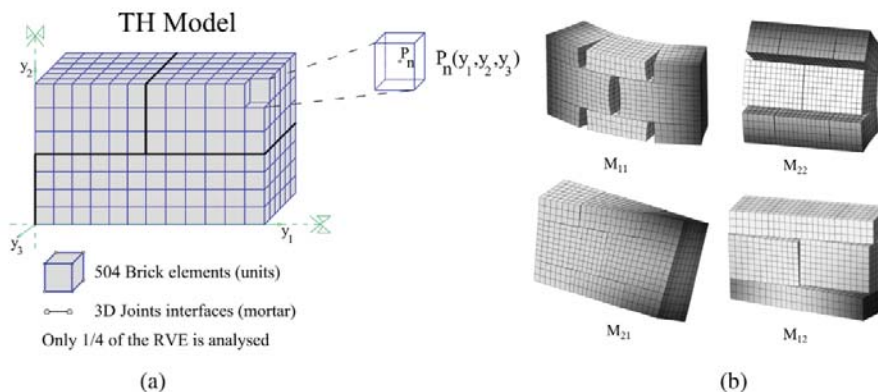 TH Model
y2
P
n
Pn(y1,y2,y3)
y1
y3
504 Brick elements (units)
3D Joints interfaces (mortar)
Only 1/4 of the RVE is analysed
(a)
M11
M22
M21
M12
(b)